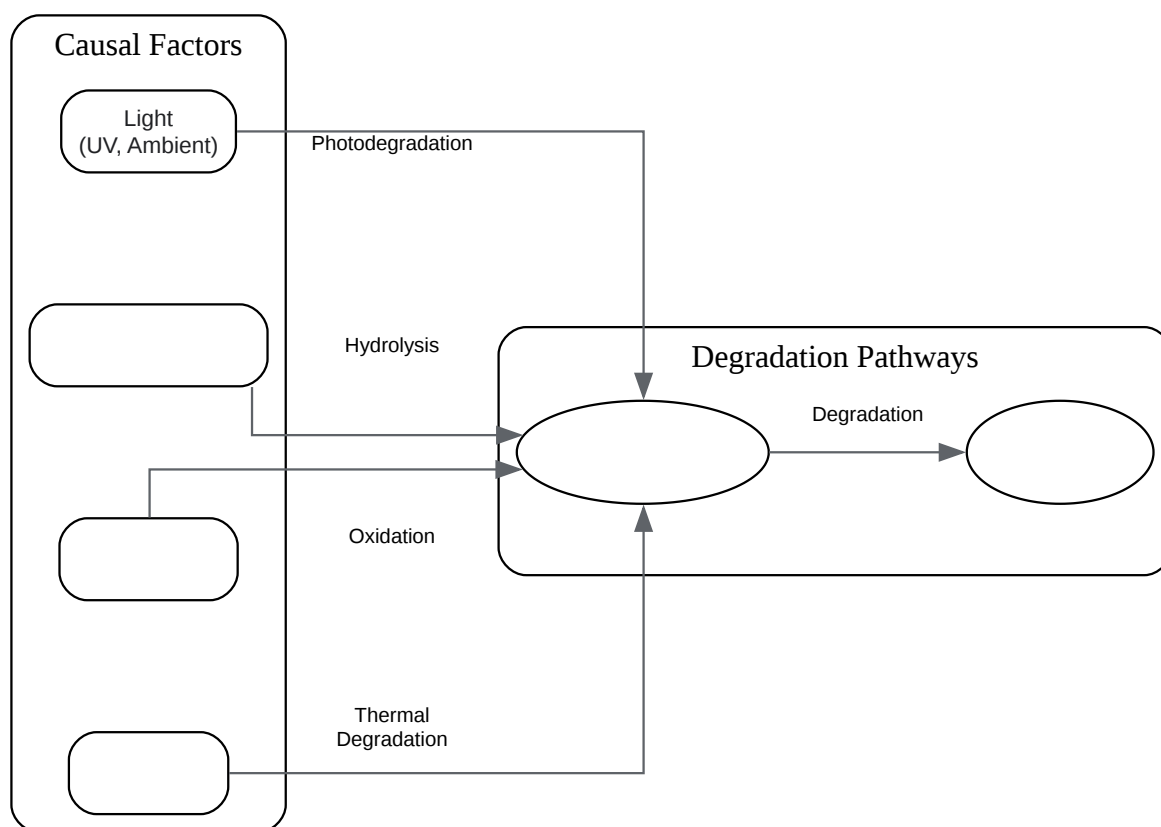 Causal Factors
Light
(UV, Ambient)
Photodegradation
Hydrolysis
Degradation Pathways
Degradation
Oxidation
Thermal
Degradation